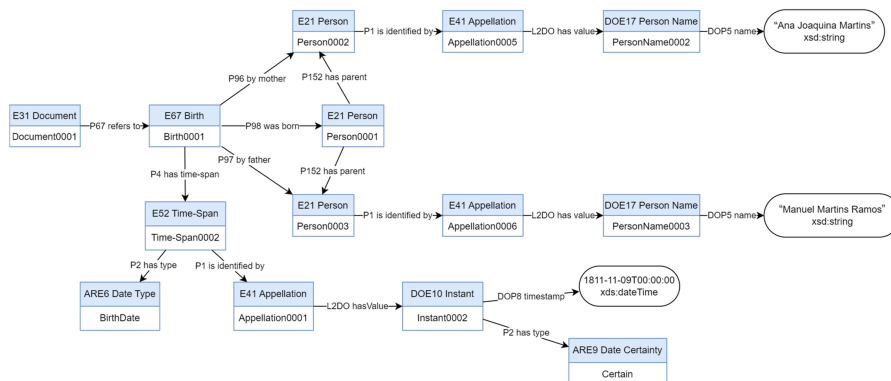 E21 Person
Person0002
P1 is identified by
E41 Appellation
Appellation0005
L2DO has value
DOE17 Person Name
PersonName0002
DOP5 name
“Ana Joaquina Martins”
xsd:string
P96 by mother
P152 has parent
E31 Document
Document0001
P67 refers to
E67 Birth
Birth0001
P98 was born
E21 Person
Person0001
P97 by father
P152 has parent
P4 has time-span
E21 Person
Person0003
P1 is identified by
E41 Appellation
Appellation0006
L2DO has value
DOE17 Person Name
PersonName0003
DOP5 name
“Manuel Martins Ramos”
xsd:string
E52 Time-Span
Time-Span0002
P2 has type
P1 is identified by
ARE6 Date Type
BirthDate
E41 Appellation
Appellation0001
L2DO hasValue
DOE10 Instant
Instant0002
DOP8 timestamp
1811-11-09T00:00:00
xds:dateTime
P2 has type
ARE9 Date Certainty
Certain